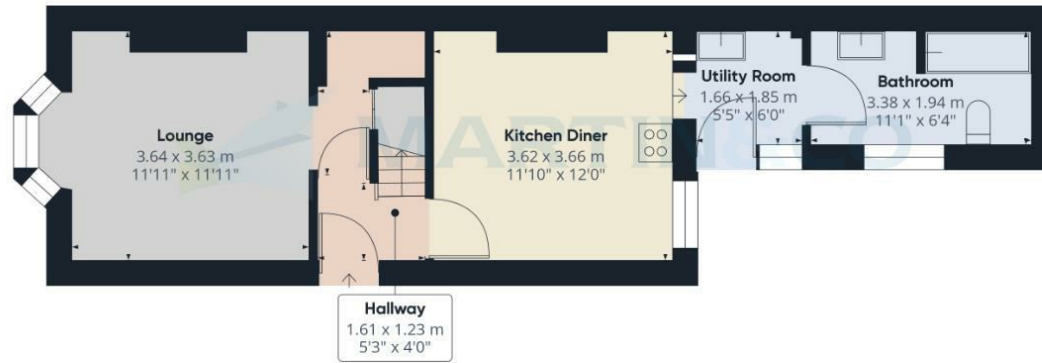 Lounge
3.64 x 3.63 m
11'11" x 11'11"
Kitchen Diner
3.62 x 3.66 m
11'10" x 12'0"
Utility Room
1.66 x 1.85 m
5'5" x 6'0"
Bathroom
3.38 x 1.94 m
11'1" x 6'4"
MARTIN&CO
Hallway
1.61 x 1.23 m
5'3" x 4'0"